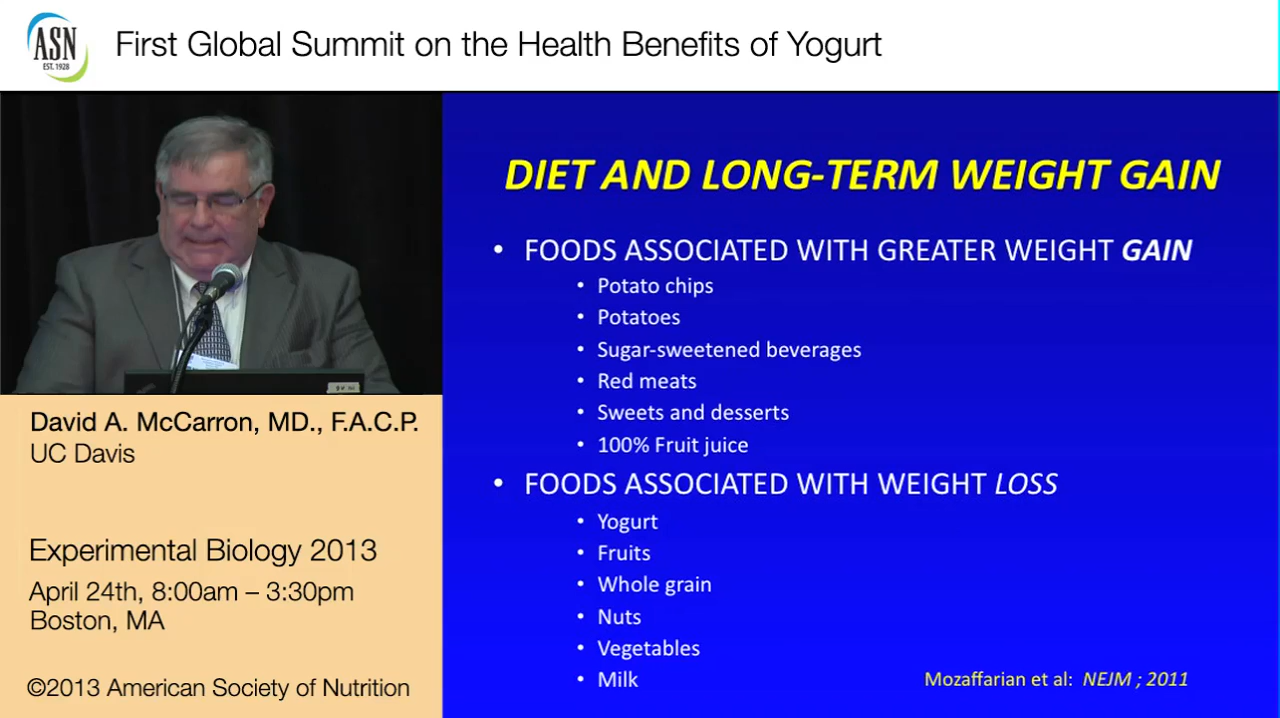 ASN
EST. 1928
First Global Summit on the Health Benefits of Yogurt
DIET AND LONG-TERM WEIGHT GAIN
• FOODS ASSOCIATED WITH GREATER WEIGHT GAIN
• Potato chips
• Potatoes
• Sugar-sweetened beverages
• Red meats
• Sweets and desserts
• 100% Fruit juice
• FOODS ASSOCIATED WITH WEIGHT LOSS
• Yogurt
• Fruits
• Whole grain
• Nuts
• Vegetables
• Milk
Mozaffarian et al: NEJM ; 2011
David A. McCarron, MD., F.A.C.P.
UC Davis
Experimental Biology 2013
April 24th, 8:00am – 3:30pm
Boston, MA
©2013 American Society of Nutrition